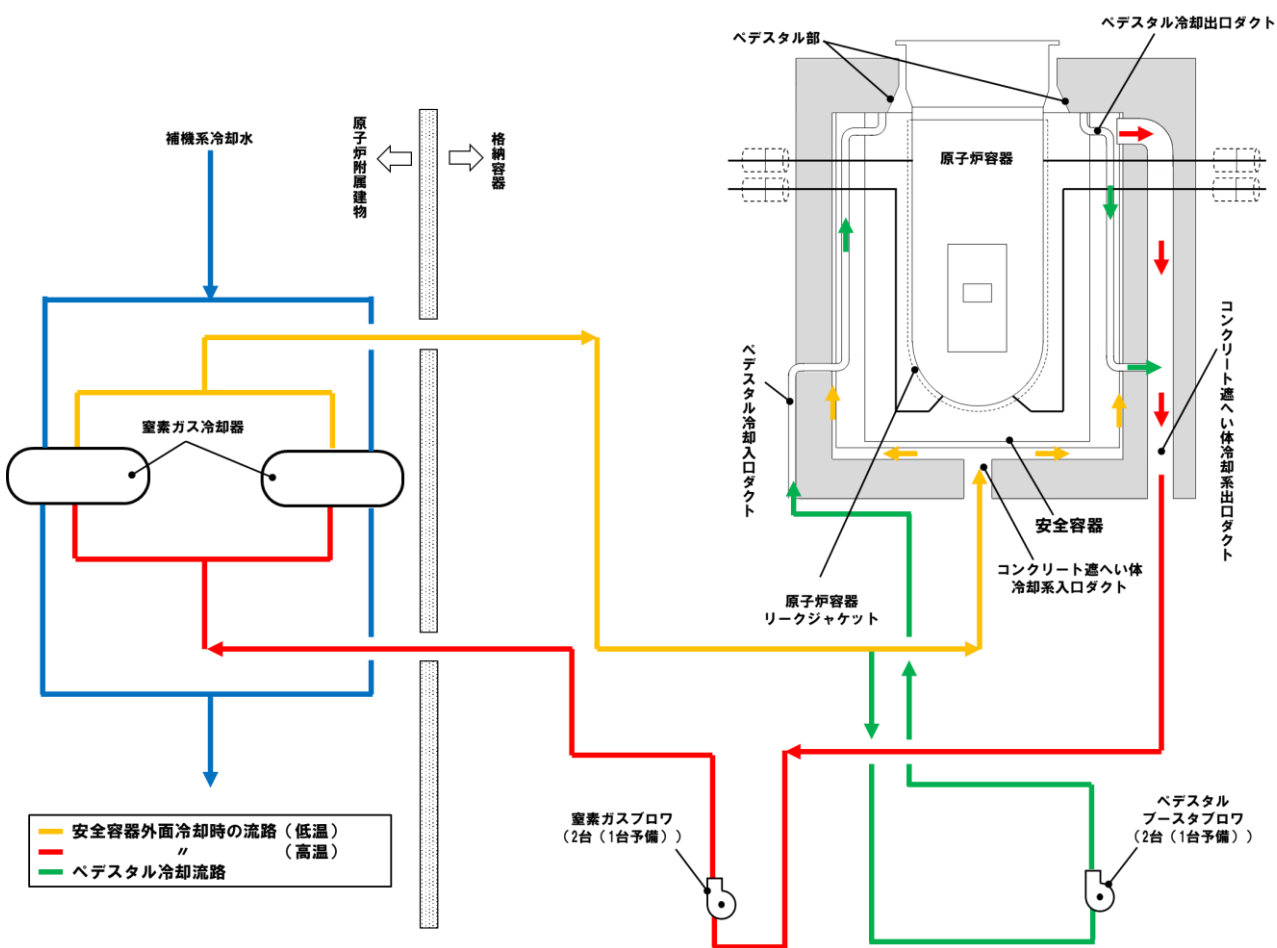 ペデスタル冷却出口ダクト
ペデスタル部
補機系冷却水
原子炉附属建物
格納容器
原子炉容器
コンクリート遮へい体冷却系出口ダクト
ペデスタル冷却入口ダクト
窒素ガス冷却器
安全容器
コンクリート遮へい体
冷却系入口ダクト
原子炉容器
リークジャケット
窒素ガスブロワ
(2台(1台予備))
ペデスタル
ブースタブロワ
(2台(1台予備))
安全容器外面冷却時の流路(低温)
〃 (高温)
ペデスタル冷却流路